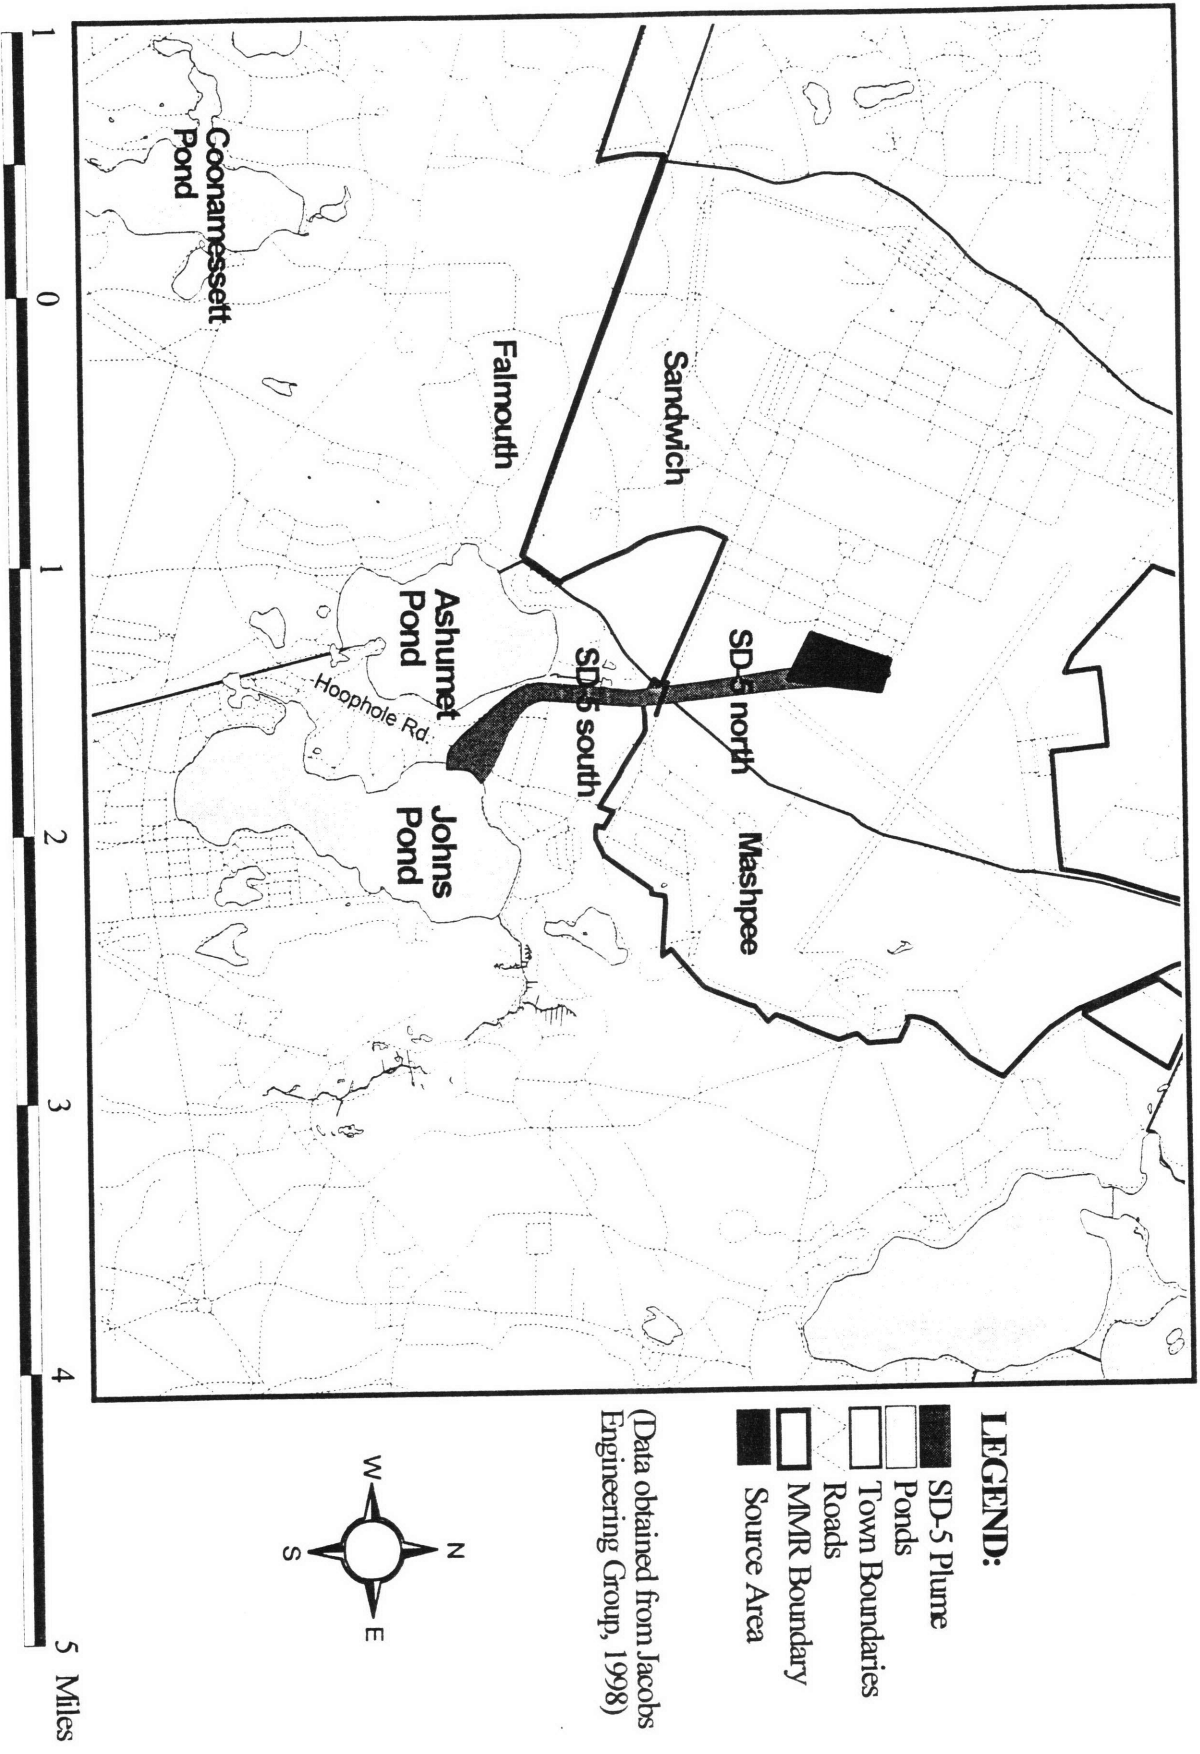 Sandwich
Mashpee
SD-5 north
SD-5 south
Falmouth
Ashumet
Pond
Johns
Pond
Hoophole Rd.
Coonamessett
Pond
LEGEND:
SD-5 Plume
Ponds
Town Boundaries
Roads
MMR Boundary
Source Area
(Data obtained from Jacobs
Engineering Group, 1998)
N
W
E
S
1 0 1 2 3 4 5 Miles